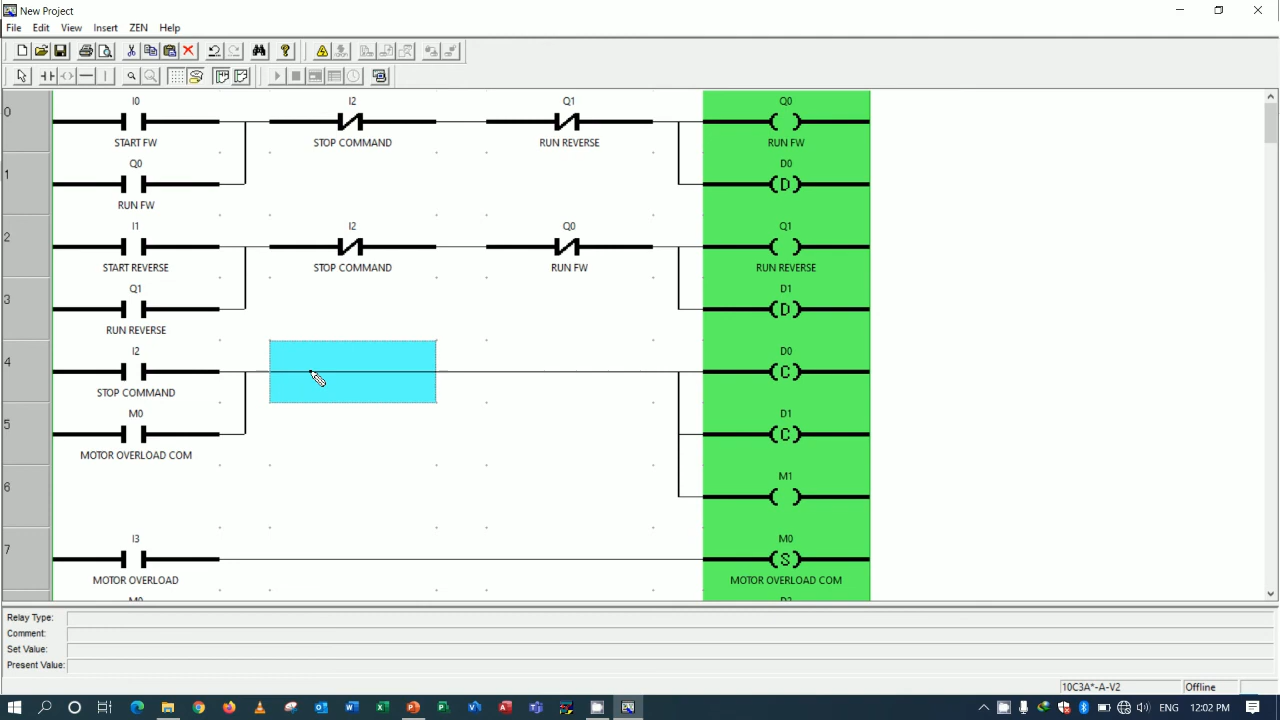 New Project
File Edit View Insert ZEN Help
0 I0 I2 Q1 Q0
START FW STOP COMMAND RUN REVERSE RUN FW
1 Q0 D0
D
RUN FW
2 I1 I2 Q0 Q1
START REVERSE STOP COMMAND RUN FW RUN REVERSE
3 Q1 D1
D
RUN REVERSE
4 I2 D0
C
STOP COMMAND
5 M0 D1
C
MOTOR OVERLOAD COM
6 M1
7 I3 M0
S
MOTOR OVERLOAD MOTOR OVERLOAD COM
Relay Type:
Comment:
Set Value:
Present Value:
10C3A*-A-V2 Offline
ENG 12:02 PM